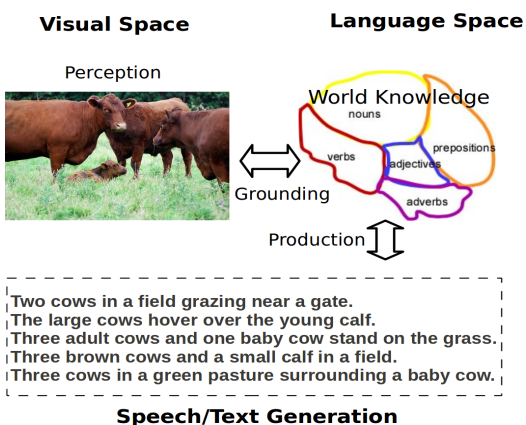 Visual Space
Language Space
Perception
World Knowledge
nouns
verbs
adjectives
prepositions
adverbs
Grounding
Production
Two cows in a field grazing near a gate.
The large cows hover over the young calf.
Three adult cows and one baby cow stand on the grass.
Three brown cows and a small calf in a field.
Three cows in a green pasture surrounding a baby cow.
Speech/Text Generation